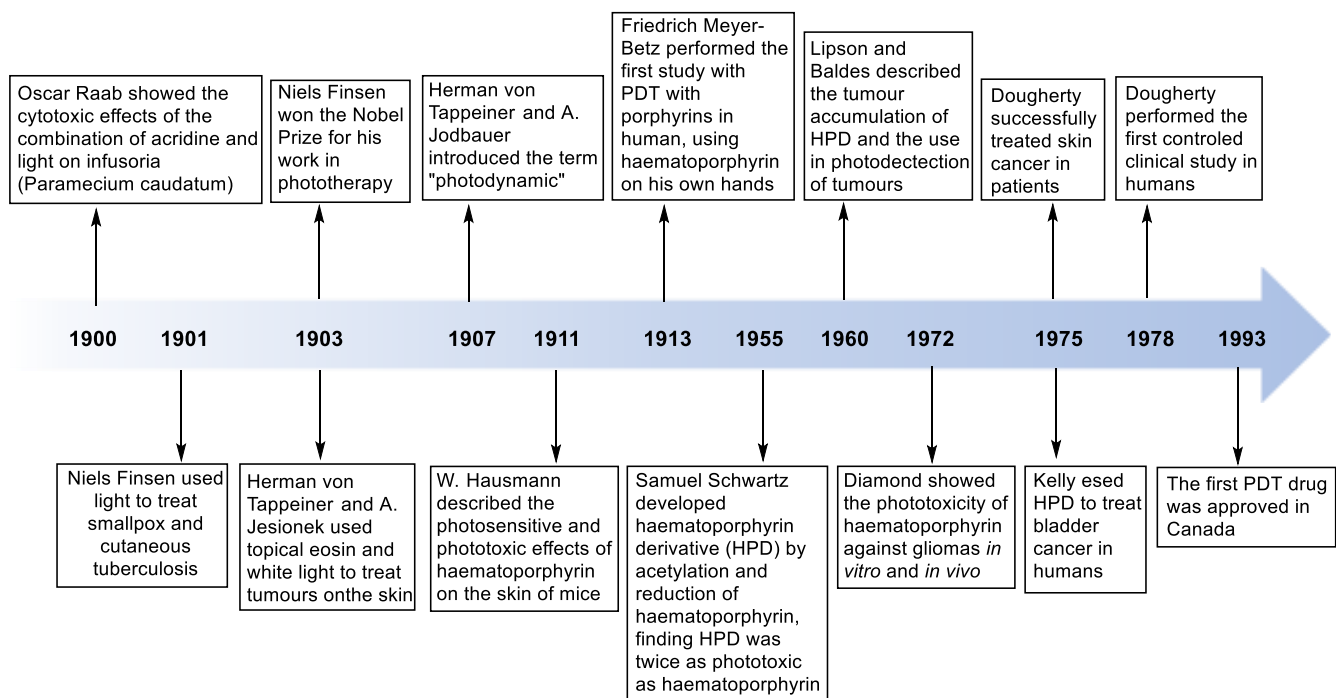 Oscar Raab showed the
cytotoxic effects of the
combination of acridine and
light on infusoria
(Paramecium caudatum)
Niels Finsen
won the Nobel
Prize for his
work in
phototherapy
Herman von
Tappeiner and A.
Jodbauer
introduced the term
"photodynamic"
Friedrich Meyer-
Betz performed the
first study with
PDT with
porphyrins in
human, using
haematoporphyrin
on his own hands
Lipson and
Baldes described
the tumour
accumulation of
HPD and the use
in photodectection
of tumours
Dougherty
successfully
treated skin
cancer in
patients
Dougherty
performed the
first controled
clinical study in
humans
1900 1901 1903 1907 1911 1913 1955 1960 1972 1975 1978 1993
Niels Finsen used
light to treat
smallpox and
cutaneous
tuberculosis
Herman von
Tappeiner and A.
Jesionek used
topical eosin and
white light to treat
tumours onthe skin
W. Hausmann
described the
photosensitive and
phototoxic effects of
haematoporphyrin
on the skin of mice
Samuel Schwartz
developed
haematoporphyrin
derivative (HPD) by
acetylation and
reduction of
haematoporphyrin,
finding HPD was
twice as phototoxic
as haematoporphyrin
Diamond showed
the phototoxicity of
haematoporphyrin
against gliomas in
vitro and in vivo
Kelly esed
HPD to treat
bladder
cancer in
humans
The first PDT drug
was approved in
Canada